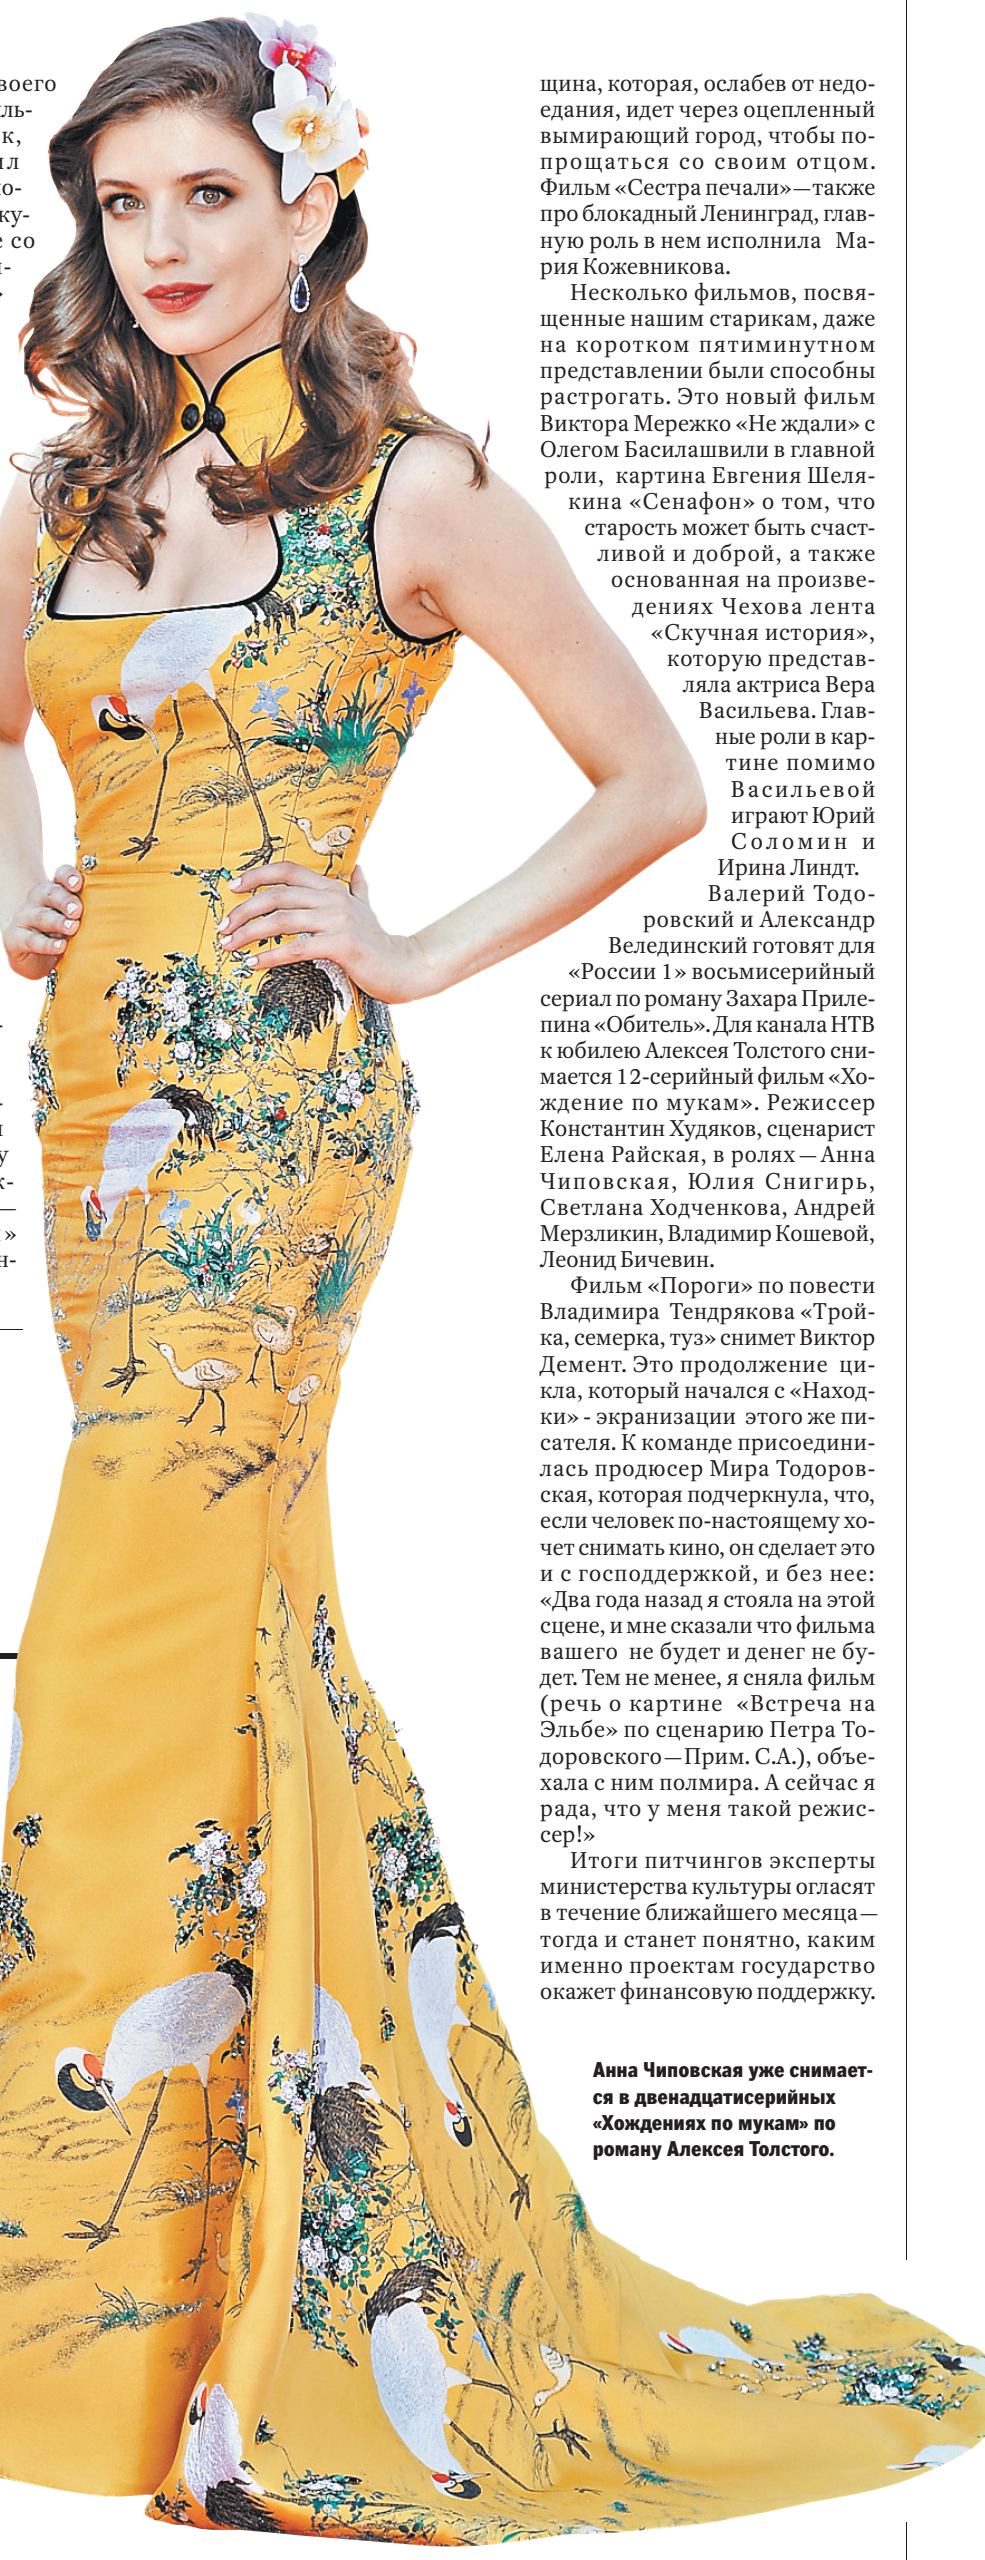 воего
ль-
к,
ил
о-
ку-
е со
щина, которая, ослабев от недо-
едания, идет через оцепленный
вымирающий город, чтобы по-
прощаться со своим отцом.
Фильм «Сестра печали»—также
про блокадный Ленинград, глав-
ную роль в нем исполнила Ма-
рия Кожевникова.
Несколько фильмов, посвя-
щенные нашим старикам, даже
на коротком пятиминутном
представлении были способны
растрогать. Это новый фильм
Виктора Мережко «Не ждали» с
Олегом Басилашвили в главной
роли, картина Евгения Шеля-
кина «Сенафон» о том, что
старость может быть счаст-
ливой и доброй, а также
основанная на произве-
дениях Чехова лента
«Скучная история»,
которую представ-
ляла актриса Вера
Васильева. Глав-
ные роли в кар-
тине помимо
Васильевой
играют Юрий
Соломин и
Ирина Линдт.
Валерий Тодо-
ровский и Александр
Велединский готовят для
«России 1» восьмисерийный
сериал по роману Захара Приле-
пина «Обитель». Для канала НТВ
к юбилею Алексея Толстого сни-
мается 12-серийный фильм «Хо-
ждение по мукам». Режиссер
Константин Худяков, сценарист
Елена Райская, в ролях—Анна
Чиповская, Юлия Снигирь,
Светлана Ходченкова, Андрей
Мерзликин, Владимир Кошевой,
Леонид Бичевин.
Фильм «Пороги» по повести
Владимира Тендрякова «Трой-
ка, семерка, туз» снимет Виктор
Демент. Это продолжение ци-
кла, который начался с «Наход-
ки» - экранизации этого же пи-
сателя. К команде присоедини-
лась продюсер Мира Тодоров-
ская, которая подчеркнула, что,
если человек по-настоящему хо-
чет снимать кино, он сделает это
и с господдержкой, и без нее:
«Два года назад я стояла на этой
сцене, и мне сказали что фильма
вашего не будет и денег не бу-
дет. Тем не менее, я сняла фильм
(речь о картине «Встреча на
Эльбе» по сценарию Петра То-
доровского—Прим. С.А.), объе-
хала с ним полмира. А сейчас я
рада, что у меня такой режис-
сер!»
Итоги питчингов эксперты
министерства культуры огласят
в течение ближайшего месяца—
тогда и станет понятно, каким
именно проектам государство
окажет финансовую поддержку.
Анна Чиповская уже снимает-
ся в двенадцатисерийных
«Хождениях по мукам» по
роману Алексея Толстого.